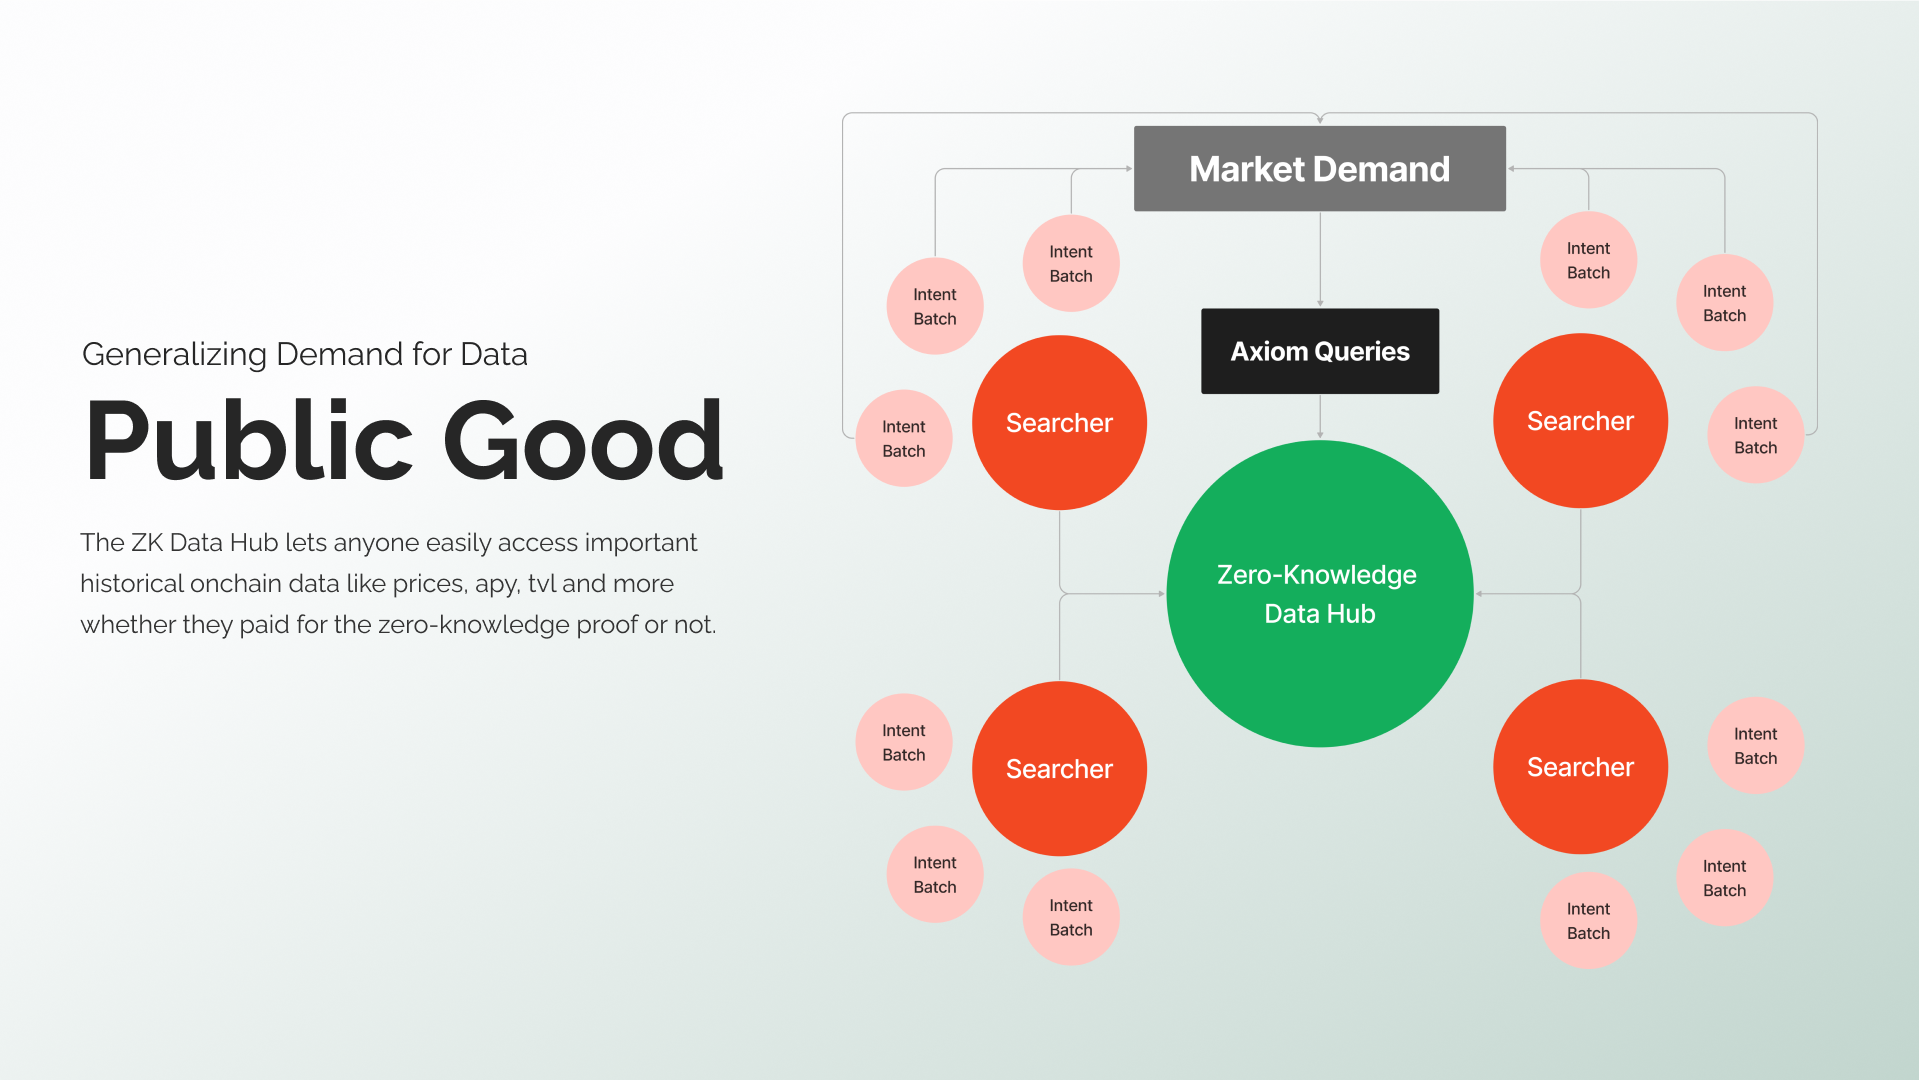 Generalizing Demand for Data
Public Good
The ZK Data Hub lets anyone easily access important
historical onchain data like prices, apy, tvl and more
whether they paid for the zero-knowledge proof or not.
Market Demand
Intent
Batch
Intent
Batch
Intent
Batch
Searcher
Axiom Queries
Intent
Batch
Intent
Batch
Intent
Batch
Searcher
Zero-Knowledge
Data Hub
Intent
Batch
Searcher
Intent
Batch
Intent
Batch
Searcher
Intent
Batch
Intent
Batch
Intent
Batch